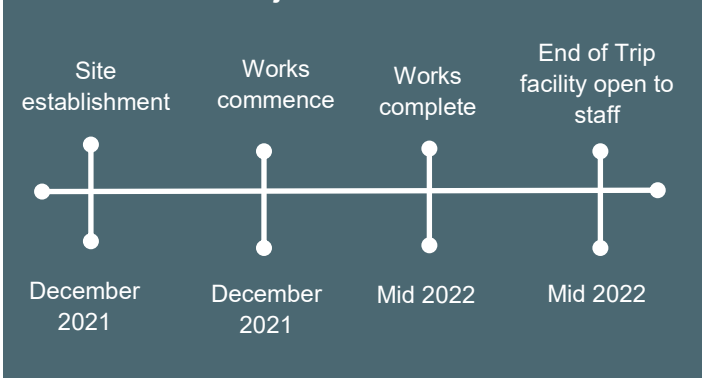 Site
establishment
Works
commence
Works
complete
End of Trip
facility open to
staff
December
2021
December
2021
Mid 2022
Mid 2022